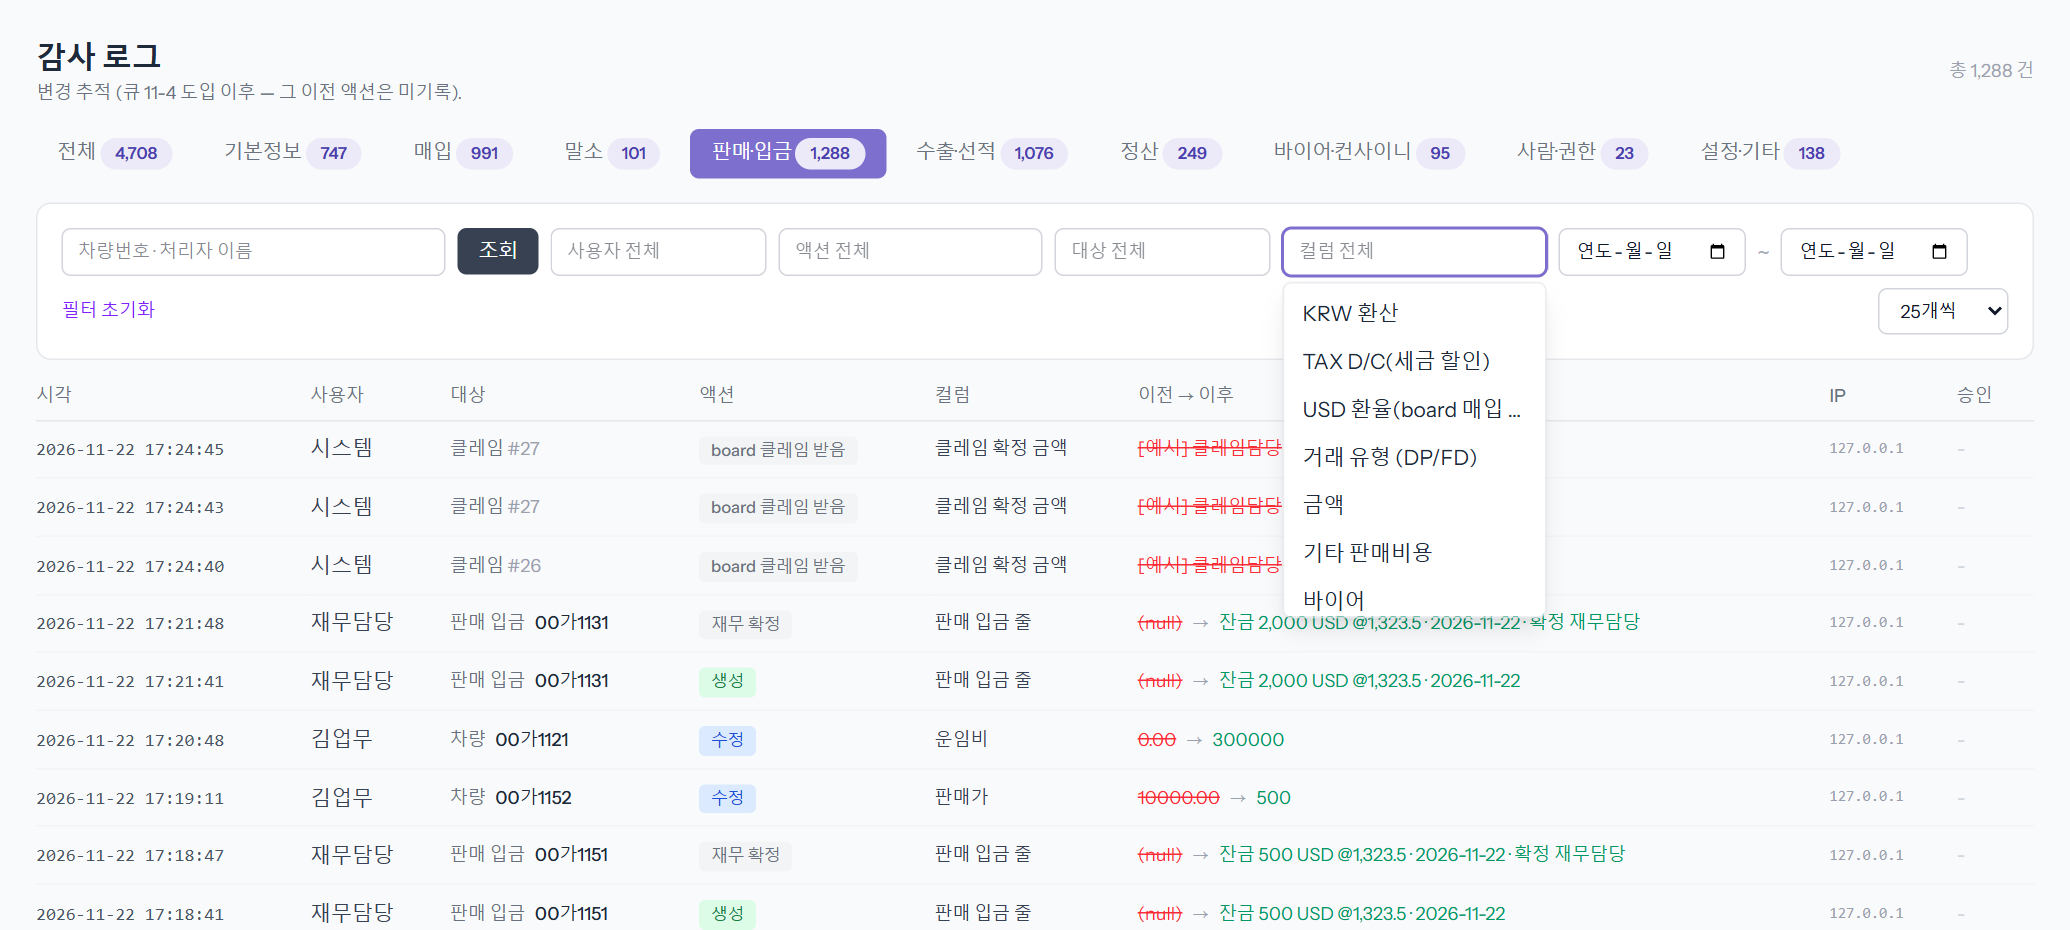 감사 로그
변경 추적 (큐 11-4 도입 이후 — 그 이전 액션은 미기록).
총 1,288 건
전체 4,708 기본정보 747 매입 991 말소 101 판매·입금 1,288 수출·선적 1,076 정산 249 바이어·컨사이니 95 사람·권한 23 설정·기타 138
차량번호·처리자 이름 조회 사용자 전체 액션 전체 대상 전체 컬럼 전체 연도-월-일 ~ 연도-월-일
필터 초기화 25개씩
KRW 환산
TAX D/C(세금 할인)
USD 환율(board 매입 ...
거래 유형 (DP/FD)
금액
기타 판매비용
바이어
시각 사용자 대상 액션 컬럼 이전 → 이후 IP 승인
2026-11-22 17:24:45 시스템 클레임 #27 board 클레임 받음 클레임 확정 금액 [예시] 클레임담당 127.0.0.1 -
2026-11-22 17:24:43 시스템 클레임 #27 board 클레임 받음 클레임 확정 금액 [예시] 클레임담당 127.0.0.1 -
2026-11-22 17:24:40 시스템 클레임 #26 board 클레임 받음 클레임 확정 금액 [예시] 클레임담당 127.0.0.1 -
2026-11-22 17:21:48 재무담당 판매 입금 00가1131 재무 확정 판매 입금 줄 (null) → 잔금 2,000 USD @1,323.5·2026-11-22·확정 재무담당 127.0.0.1 -
2026-11-22 17:21:41 재무담당 판매 입금 00가1131 생성 판매 입금 줄 (null) → 잔금 2,000 USD @1,323.5·2026-11-22 127.0.0.1 -
2026-11-22 17:20:48 김업무 차량 00가1121 수정 운임비 0.00 → 300000 127.0.0.1 -
2026-11-22 17:19:11 김업무 차량 00가1152 수정 판매가 10000.00 → 500 127.0.0.1 -
2026-11-22 17:18:47 재무담당 판매 입금 00가1151 재무 확정 판매 입금 줄 (null) → 잔금 500 USD @1,323.5·2026-11-22·확정 재무담당 127.0.0.1 -
2026-11-22 17:18:41 재무담당 판매 입금 00가1151 생성 판매 입금 줄 (null) → 잔금 500 USD @1,323.5·2026-11-22 127.0.0.1 -